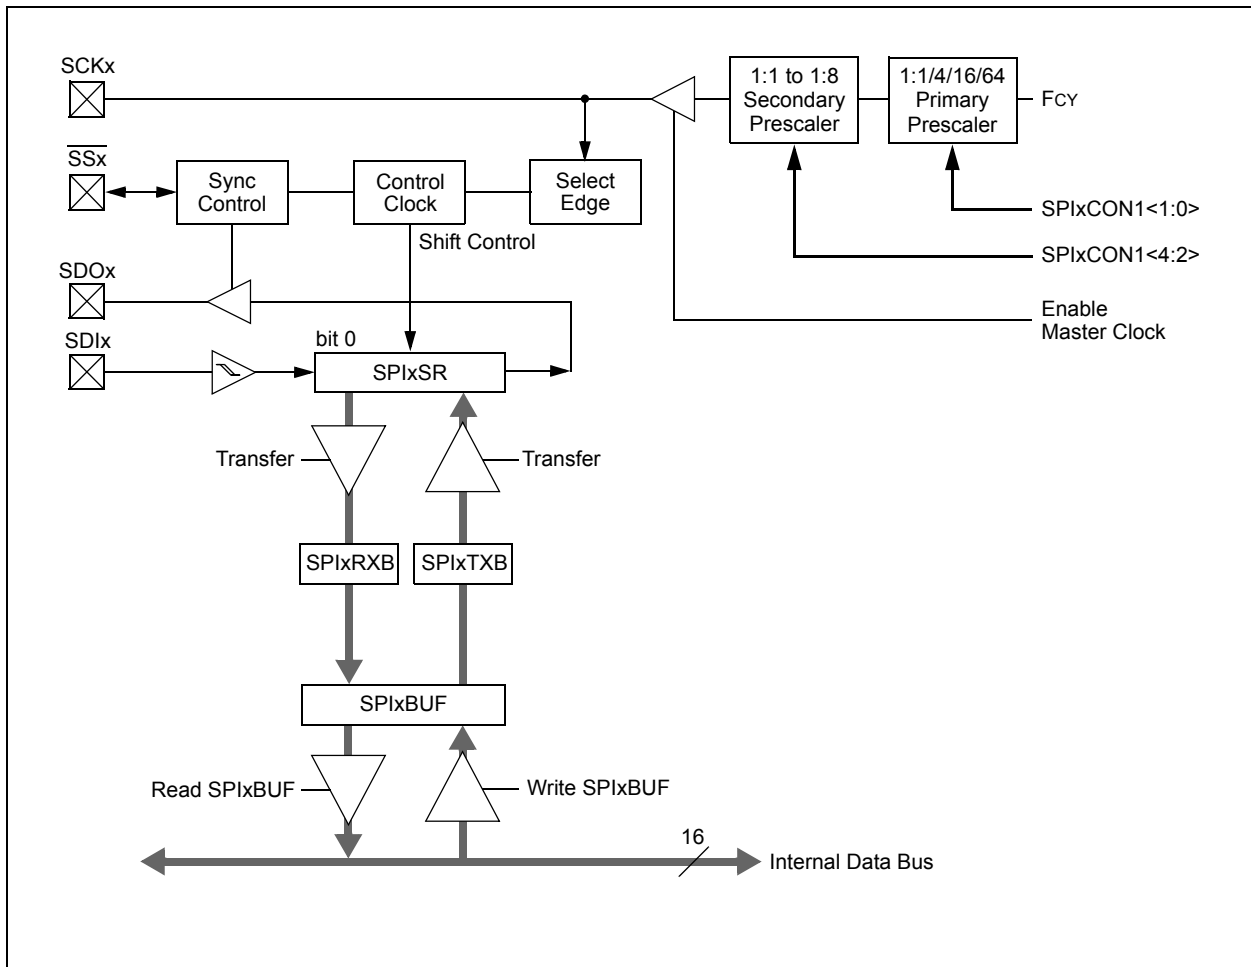 SCKx
1:1 to 1:8
Secondary
Prescaler
1:1/4/16/64
Primary
Prescaler
FCY
SSx
Sync
Control
Control
Clock
Select
Edge
SPIxCON1<1:0>
Shift Control
SPIxCON1<4:2>
SDOx
Enable
Master Clock
SDIx
bit 0
SPIxSR
Transfer
Transfer
SPIxRXB
SPIxTXB
SPIxBUF
Read SPIxBUF
Write SPIxBUF
16
Internal Data Bus